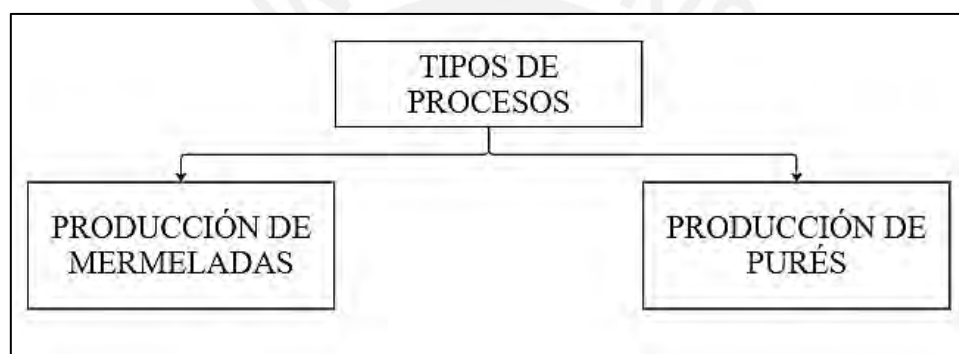 TIPOS DE
PROCESOS
PRODUCCIÓN DE
MERMELADAS
PRODUCCIÓN DE
PURÉS